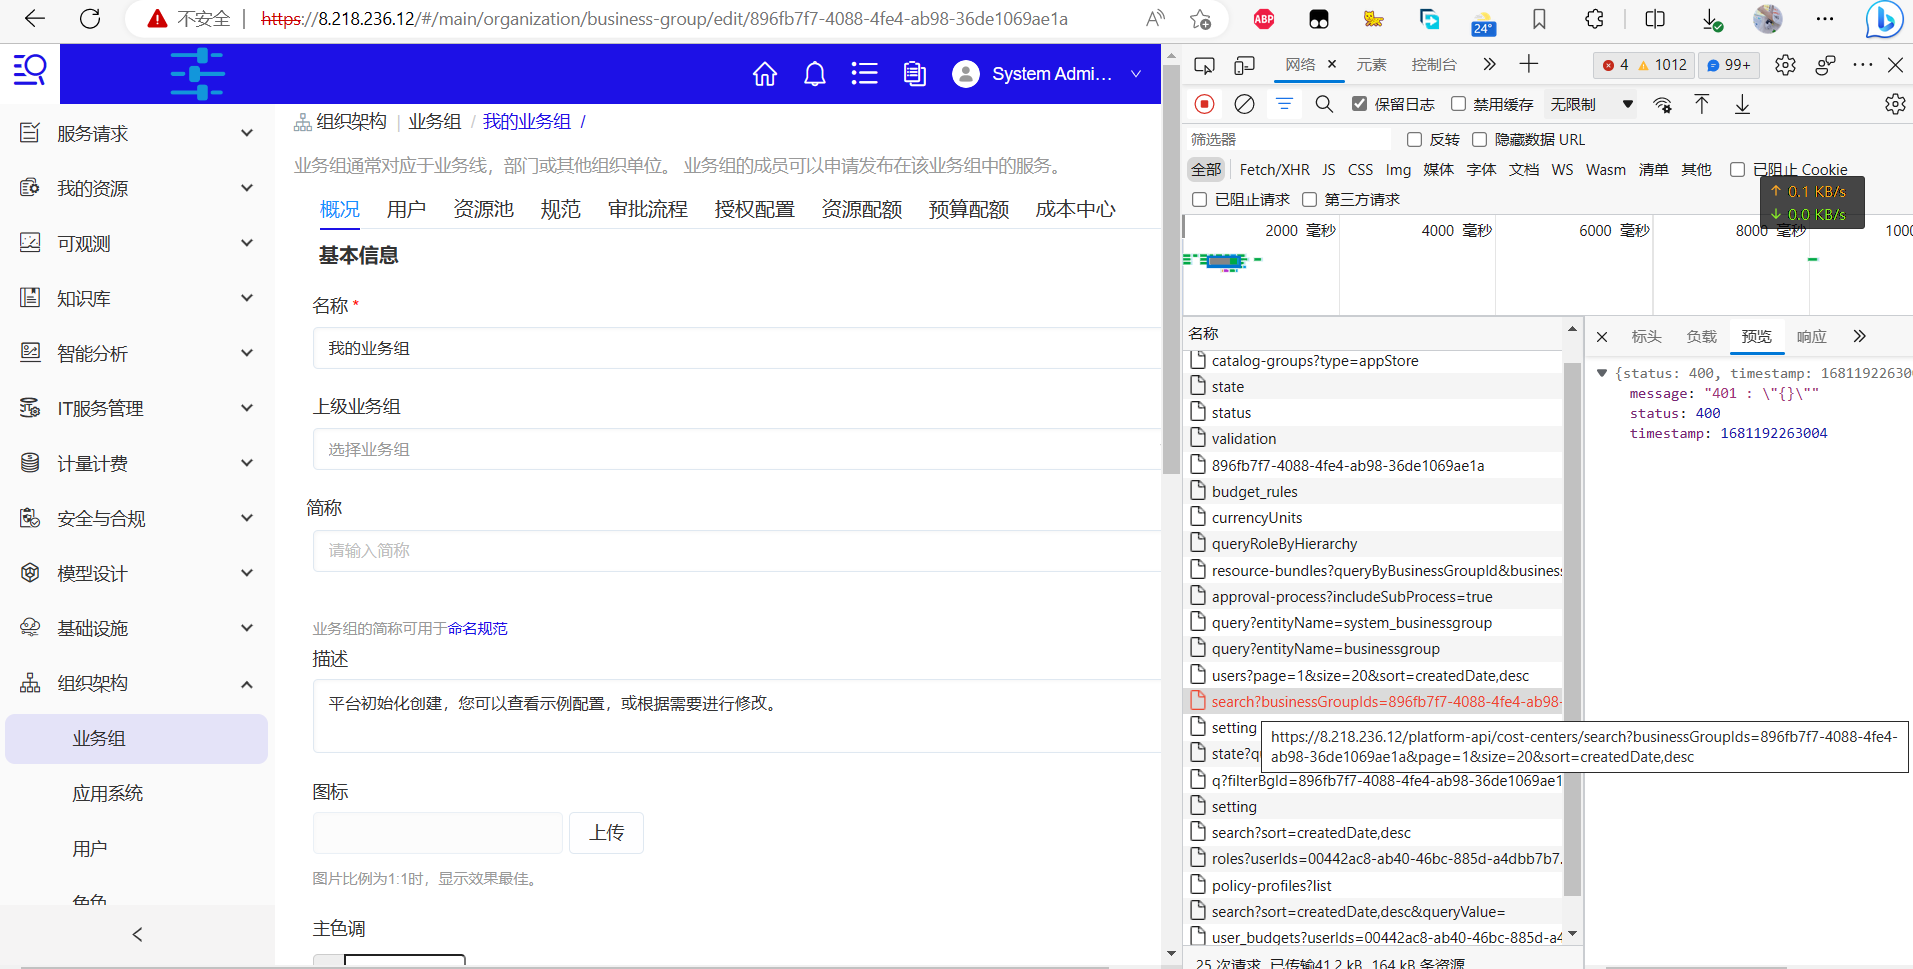 不安全 https://8.218.236.12/#/main/organization/business-group/edit/896fb7f7-4088-4fe4-ab98-36de1069ae1a
ABP
24°
System Admi...
服务请求
我的资源
可观测
知识库
智能分析
IT服务管理
计量计费
安全与合规
模型设计
基础设施
组织架构
业务组
应用系统
用户
角色
组织架构 | 业务组 / 我的业务组 /
业务组通常对应于业务线，部门或其他组织单位。 业务组的成员可以申请发布在该业务组中的服务。
概况 用户 资源池 规范 审批流程 授权配置 资源配额 预算配额 成本中心
基本信息
名称 *
我的业务组
上级业务组
选择业务组
简称
请输入简称
业务组的简称可用于命名规范
描述
平台初始化创建，您可以查看示例配置，或根据需要进行修改。
图标
上传
图片比例为1:1时，显示效果最佳。
主色调
网络 元素 控制台 4 1012 99+
保留日志 禁用缓存 无限制
筛选器 反转 隐藏数据 URL
全部 Fetch/XHR JS CSS Img 媒体 字体 文档 WS Wasm 清单 其他 已阻止 Cookie
↑ 0.1 KB/s
↓ 0.0 KB/s
已阻止请求 第三方请求
2000 毫秒 4000 毫秒 6000 毫秒 8000 毫秒 1000
名称
catalog-groups?type=appStore
state
status
validation
896fb7f7-4088-4fe4-ab98-36de1069ae1a
budget_rules
currencyUnits
queryRoleByHierarchy
resource-bundles?queryByBusinessGroupId&busines
approval-process?includeSubProcess=true
query?entityName=system_businessgroup
query?entityName=businessgroup
users?page=1&size=20&sort=createdDate,desc
search?businessGroupIds=896fb7f7-4088-4fe4-ab98-
setting
state?q
q?filterBgId=896fb7f7-4088-4fe4-ab98-36de1069ae1
setting
search?sort=createdDate,desc
roles?userIds=00442ac8-ab40-46bc-885d-a4dbb7b7.
policy-profiles?list
search?sort=createdDate,desc&queryValue=
user_budgets?userIds=00442ac8-ab40-46bc-885d-a4
25 次请求 已传输41.2 kB 164 kB 条资源
https://8.218.236.12/platform-api/cost-centers/search?businessGroupIds=896fb7f7-4088-4fe4-
ab98-36de1069ae1a&page=1&size=20&sort=createdDate,desc
标头 负载 预览 响应
{status: 400, timestamp: 168119226300
message: "401 : \"{}\""
status: 400
timestamp: 1681192263004